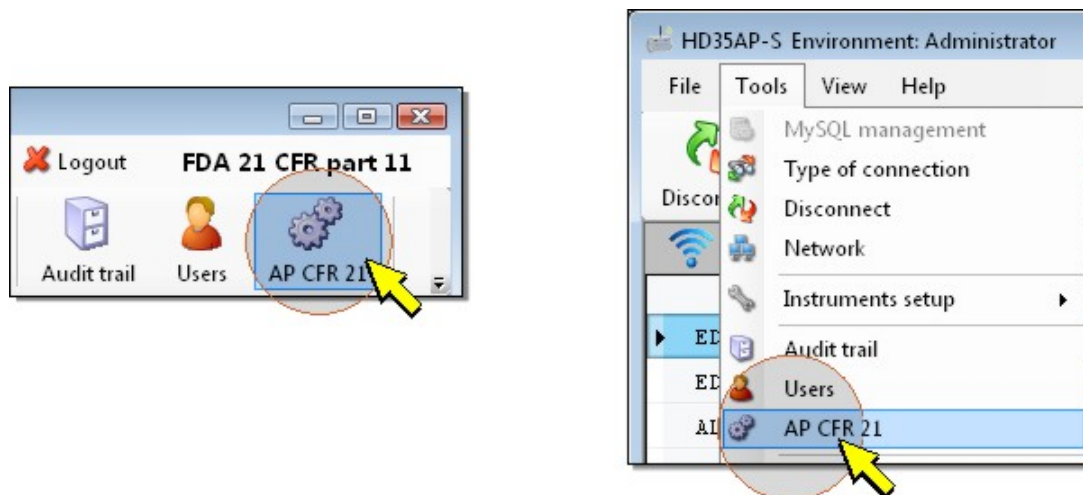 Logout FDA 21 CFR part 11
Audit trail Users AP CFR 21
HD35AP-S Environment: Administrator
File Tools View Help
MySQL management
Type of connection
Disconnect
Network
Instruments setup
Audit trail
Users
AP CFR 21